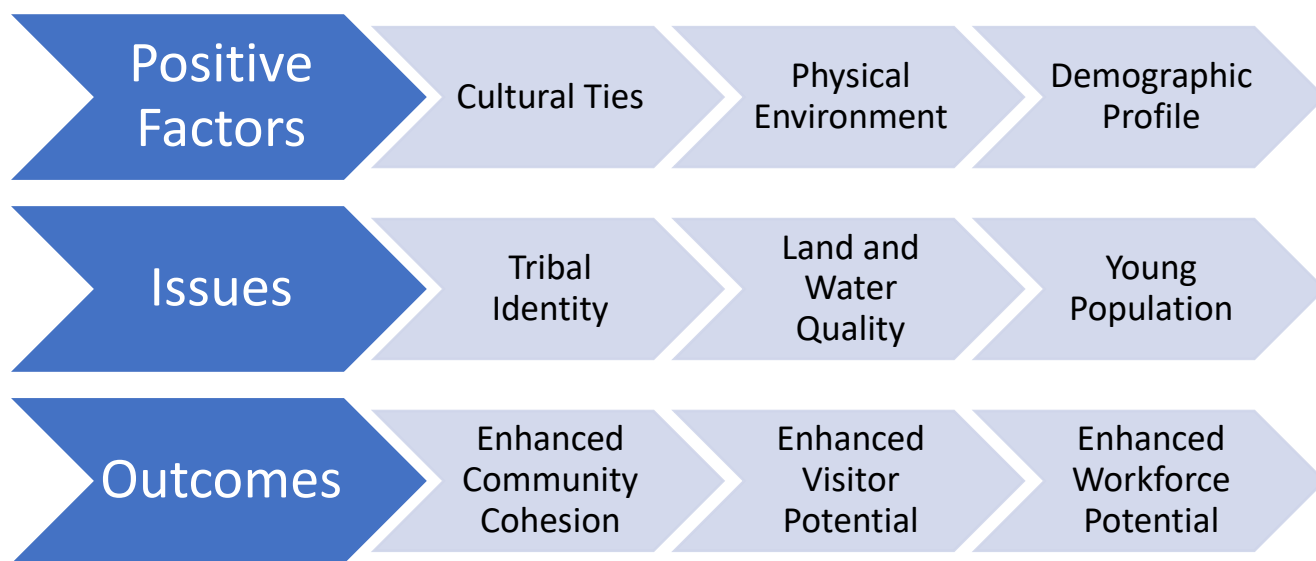 Positive
Factors
Cultural Ties
Physical
Environment
Demographic
Profile
Issues
Tribal
Identity
Land and
Water
Quality
Young
Population
Outcomes
Enhanced
Community
Cohesion
Enhanced
Visitor
Potential
Enhanced
Workforce
Potential